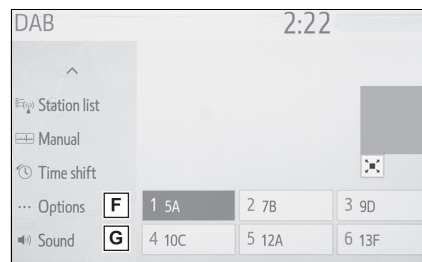 DAB 2:22
Station list
Manual
Time shift
Options F 1 5A 2 7B 3 9D
Sound G 4 10C 5 12A 6 13F